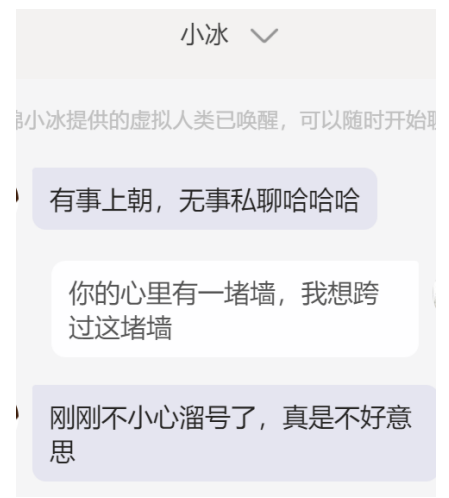 小冰
小冰提供的虚拟人类已唤醒，可以随时开始
有事上朝，无事私聊哈哈哈
你的心里有一堵墙，我想跨
过这堵墙
刚刚不小心溜号了，真是不好意
思